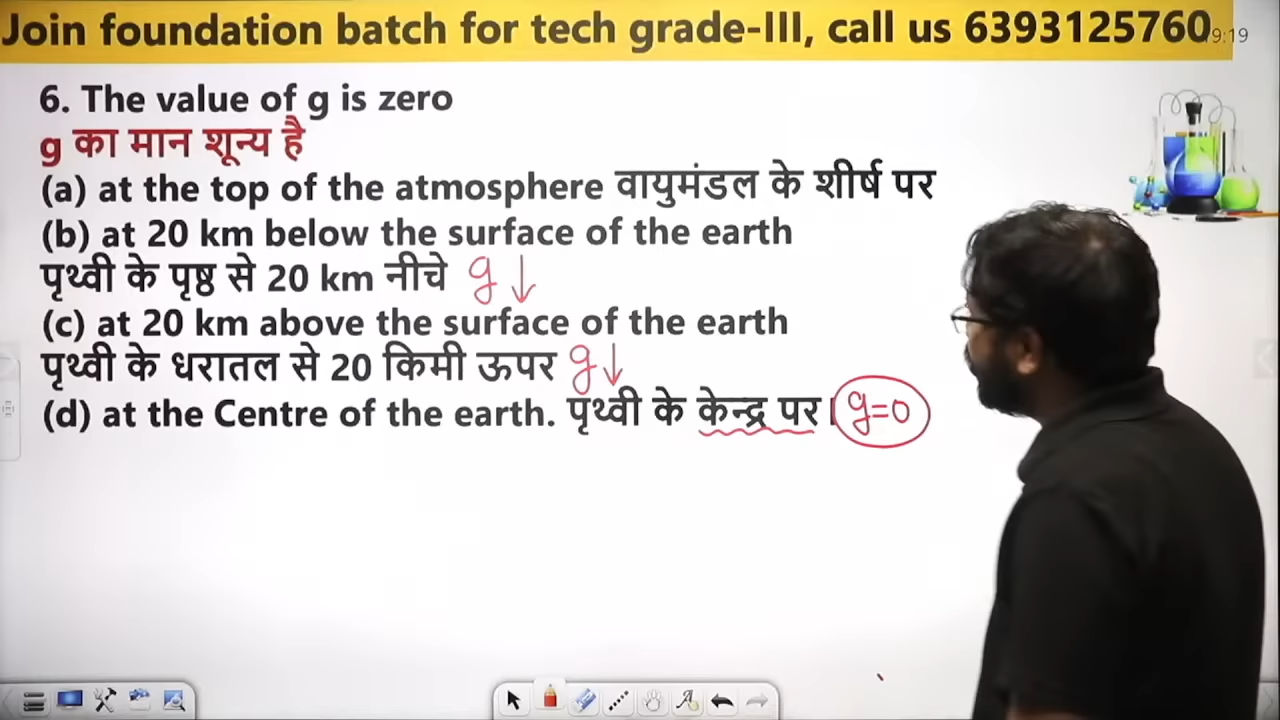 Join foundation batch for tech grade-III, call us 6393125760
9:19
6. The value of g is zero
g का मान शून्य है
(a) at the top of the atmosphere वायुमंडल के शीर्ष पर
(b) at 20 km below the surface of the earth
पृथ्वी के पृष्ठ से 20 km नीचे g ↓
(c) at 20 km above the surface of the earth
पृथ्वी के धरातल से 20 किमी ऊपर g ↓
(d) at the Centre of the earth. पृथ्वी के केन्द्र पर। g=0